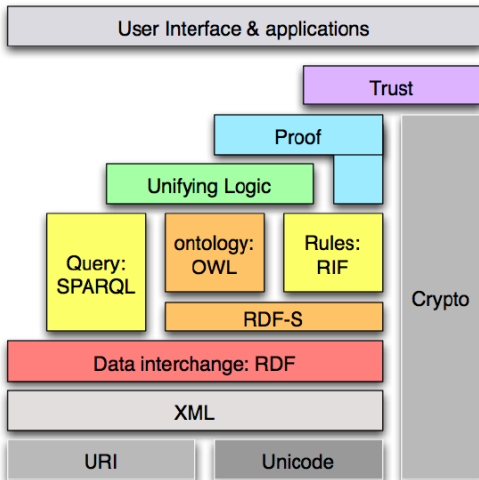 User Interface & applications
Trust
Proof
Unifying Logic
Query:
SPARQL
ontology:
OWL
Rules:
RIF
Crypto
RDF-S
Data interchange: RDF
XML
URI
Unicode